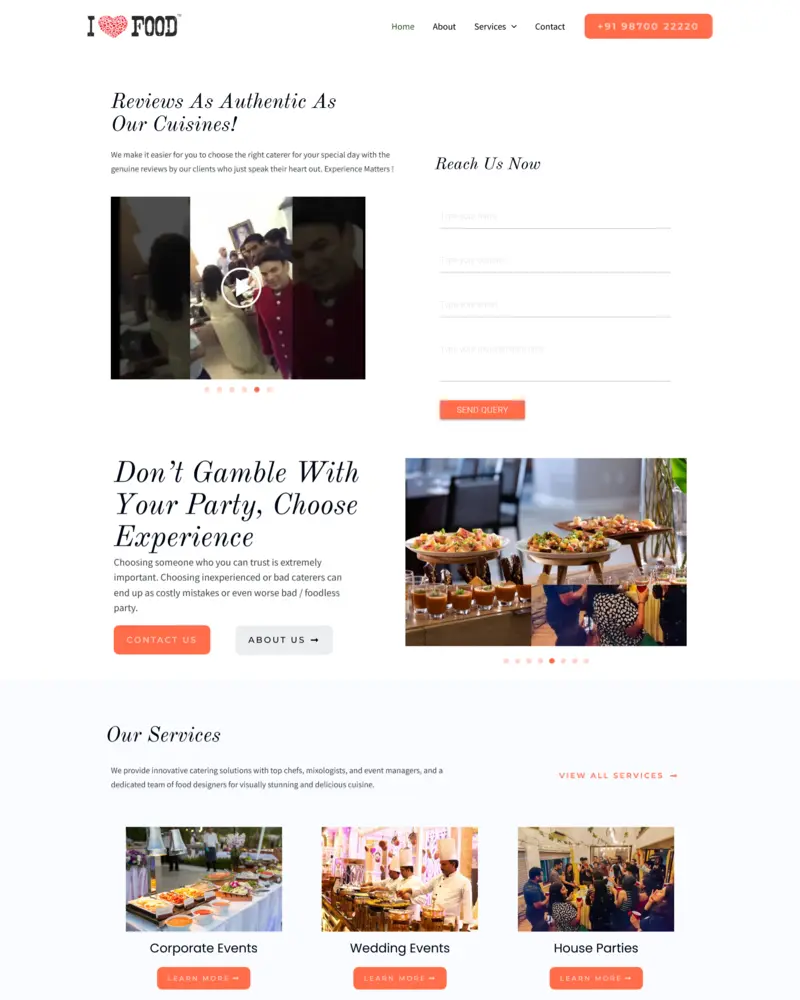 I FOOD
Home
About
Services
Contact
+91 98700 22220
Reviews As Authentic As
Our Cuisines!
We make it easier for you to choose the right caterer for your special day with the
genuine reviews by our clients who just speak their heart out. Experience Matters !
Reach Us Now
SEND QUERY
Don't Gamble With
Your Party, Choose
Experience
Choosing someone who you can trust is extremely
important. Choosing inexperienced or bad caterers can
end up as costly mistakes or even worse bad / foodless
party.
CONTACT US
ABOUT US ➞
Our Services
We provide innovative catering solutions with top chefs, mixologists, and event managers, and a
dedicated team of food designers for visually stunning and delicious cuisine.
VIEW ALL SERVICES ➞
Corporate Events
Wedding Events
House Parties
LEARN MORE ➞
LEARN MORE ➞
LEARN MORE ➞